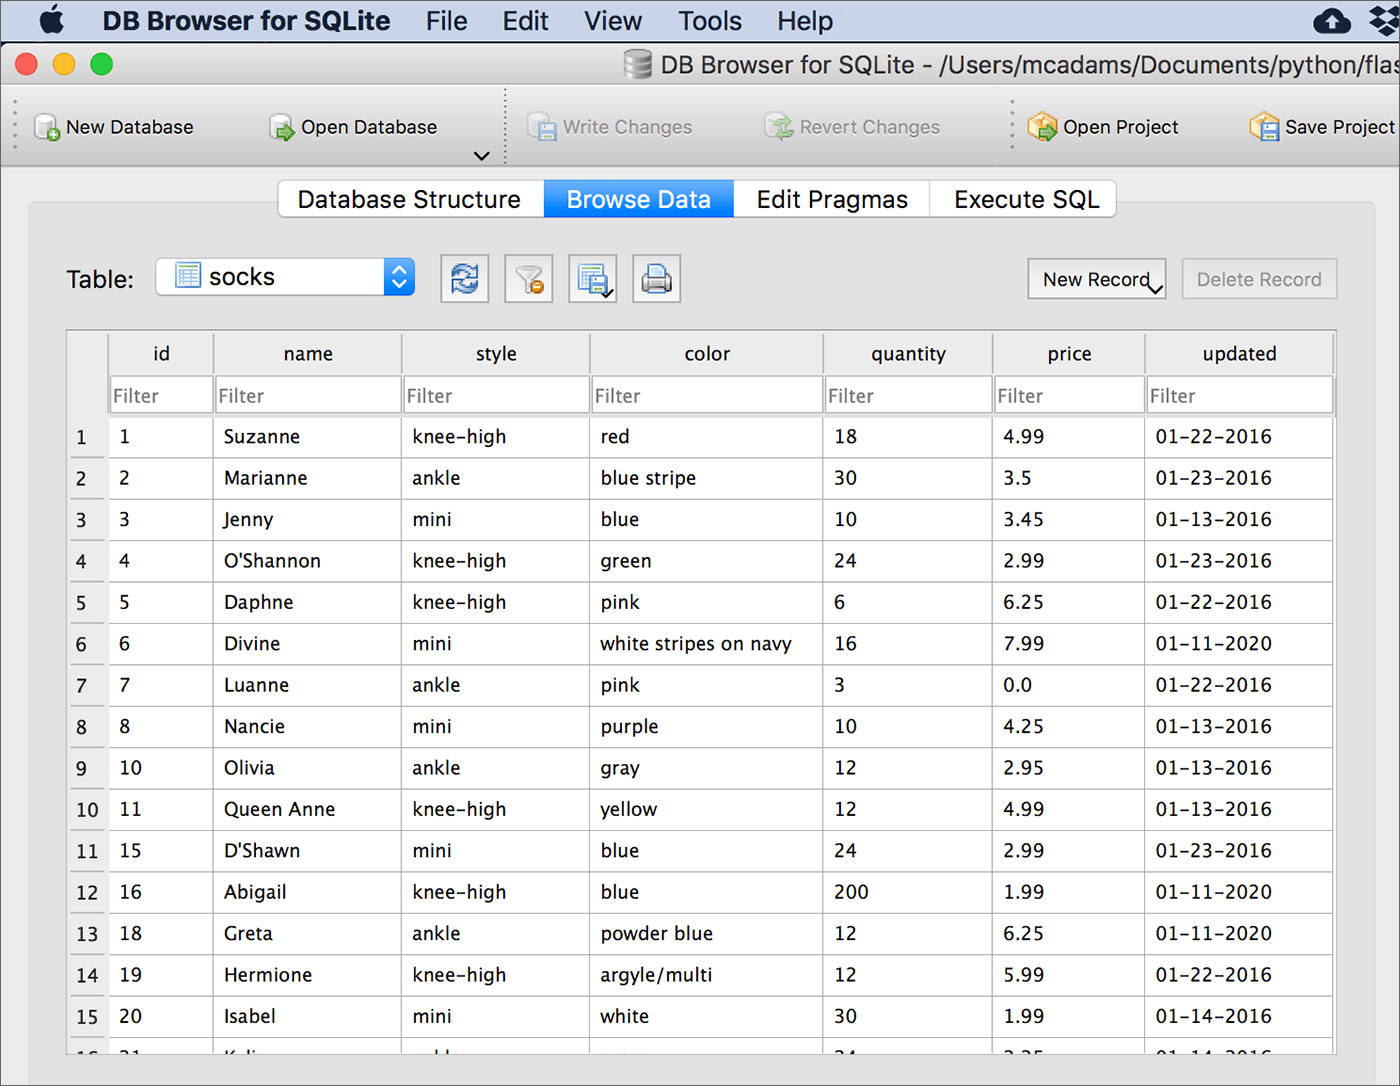 DB Browser for SQLite File Edit View Tools Help
DB Browser for SQLite - /Users/mcadams/Documents/python/flas
New Database Open Database Write Changes Revert Changes Open Project Save Project
Database Structure Browse Data Edit Pragmas Execute SQL
Table: socks New Record Delete Record
id name style color quantity price updated
Filter Filter Filter Filter Filter Filter Filter
1 1 Suzanne knee-high red 18 4.99 01-22-2016
2 2 Marianne ankle blue stripe 30 3.5 01-23-2016
3 3 Jenny mini blue 10 3.45 01-13-2016
4 4 O'Shannon knee-high green 24 2.99 01-23-2016
5 5 Daphne knee-high pink 6 6.25 01-22-2016
6 6 Divine mini white stripes on navy 16 7.99 01-11-2020
7 7 Luanne ankle pink 3 0.0 01-22-2016
8 8 Nancie mini purple 10 4.25 01-13-2016
9 10 Olivia ankle gray 12 2.95 01-13-2016
10 11 Queen Anne knee-high yellow 12 4.99 01-13-2016
11 15 D'Shawn mini blue 24 2.99 01-23-2016
12 16 Abigail knee-high blue 200 1.99 01-11-2020
13 18 Greta ankle powder blue 12 6.25 01-11-2020
14 19 Hermione knee-high argyle/multi 12 5.99 01-22-2016
15 20 Isabel mini white 30 1.99 01-14-2016